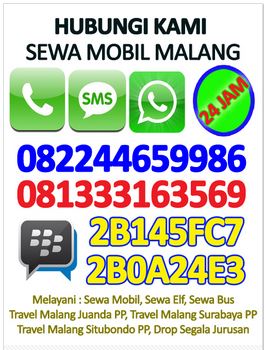 HUBUNGI KAMI
SEWA MOBIL MALANG
SMS
24 JAM
082244659986
081333163569
2B145FC7
2B0A24E3
Melayani : Sewa Mobil, Sewa Elf, Sewa Bus
Travel Malang Juanda PP, Travel Malang Surabaya PP
Travel Malang Situbondo PP, Drop Segala Jurusan